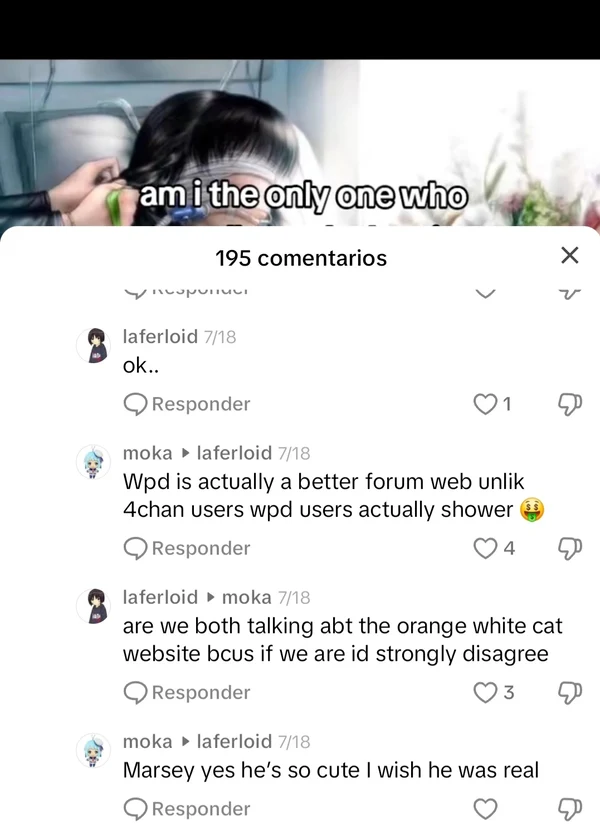 am i the only one who
195 comentarios
Responder
laferloid 7/18
ok..
Responder 1
moka ▸ laferloid 7/18
Wpd is actually a better forum web unlik
4chan users wpd users actually shower 🤑
Responder 4
laferloid ▸ moka 7/18
are we both talking abt the orange white cat
website bcus if we are id strongly disagree
Responder 3
moka ▸ laferloid 7/18
Marsey yes he's so cute I wish he was real
Responder